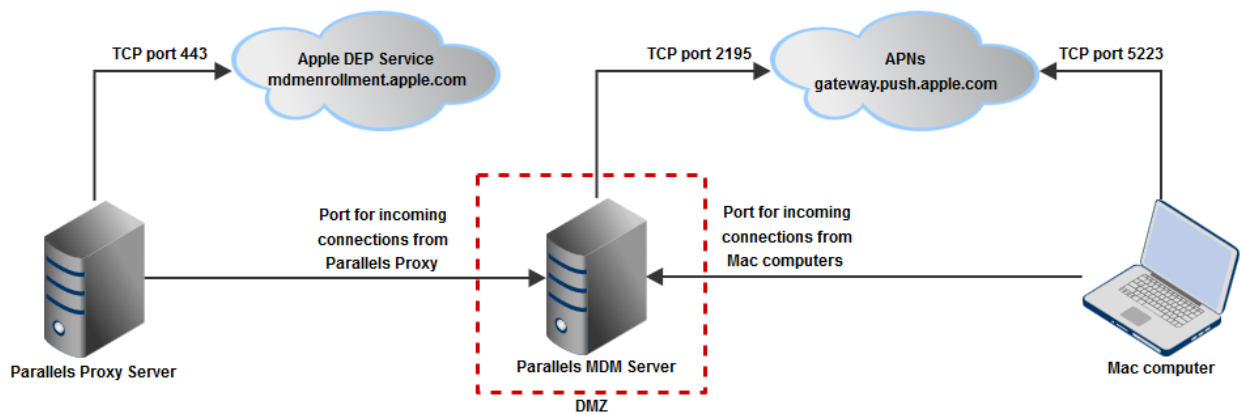 TCP port 443
Apple DEP Service
mdmenrollment.apple.com
TCP port 2195
APNs
gateway.push.apple.com
TCP port 5223
Port for incoming
connections from
Parallels Proxy
Port for incoming
connections from
Mac computers
Parallels Proxy Server
Parallels MDM Server
Mac computer
DMZ